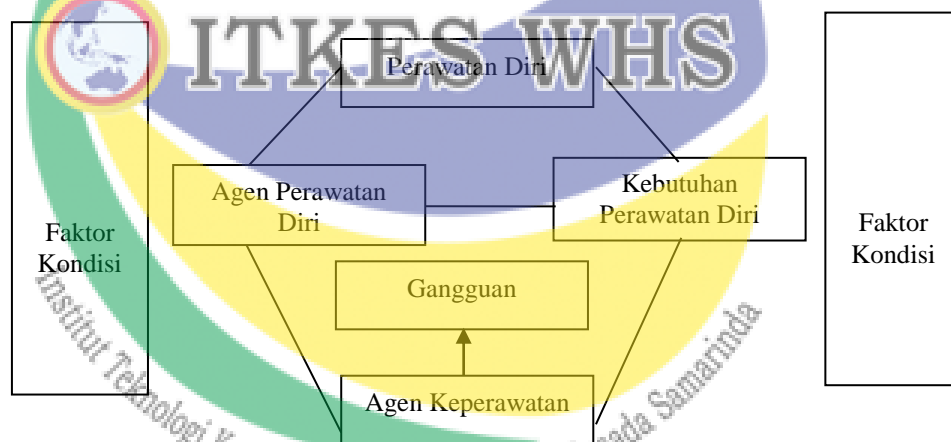 ITKES WHS
Perawatan Diri
Agen Perawatan
Diri
Kebutuhan
Perawatan Diri
Faktor
Kondisi
Faktor
Kondisi
Gangguan
Agen Keperawatan
Institut Teknologi K
ada Samarinda